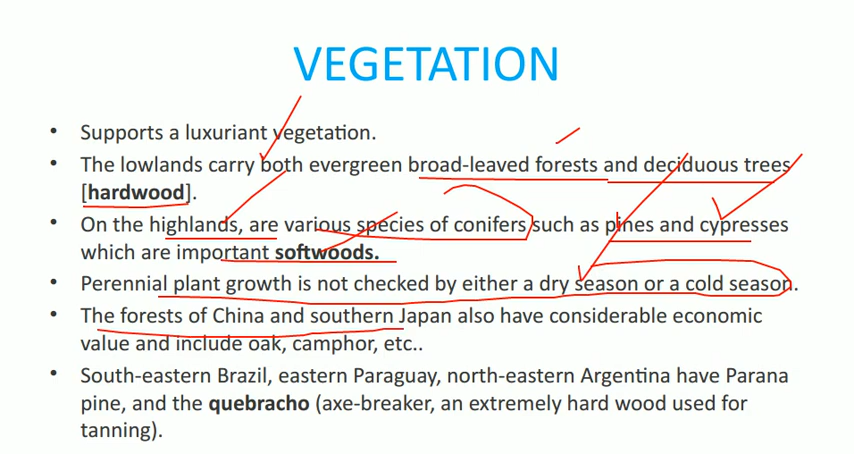 VEGETATION
• Supports a luxuriant vegetation.
• The lowlands carry both evergreen broad-leaved forests and deciduous trees
[hardwood].
• On the highlands, are various species of conifers such as pines and cypresses
which are important softwoods.
• Perennial plant growth is not checked by either a dry season or a cold season.
• The forests of China and southern Japan also have considerable economic
value and include oak, camphor, etc..
• South-eastern Brazil, eastern Paraguay, north-eastern Argentina have Parana
pine, and the quebracho (axe-breaker, an extremely hard wood used for
tanning).